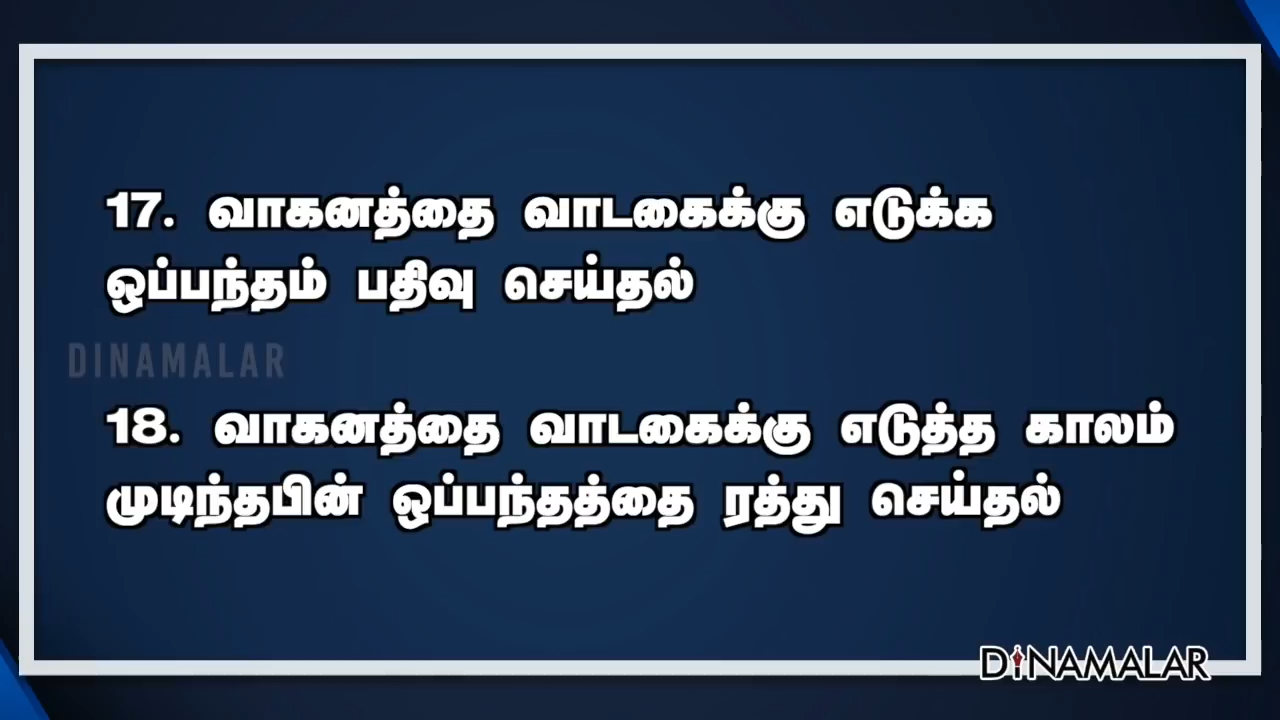 17. வாகனத்தை வாடகைக்கு எடுக்க
ஒப்பந்தம் பதிவு செய்தல்
DINAMALAR
18. வாகனத்தை வாடகைக்கு எடுத்த காலம்
முடிந்தபின் ஒப்பந்தத்தை ரத்து செய்தல்
DINAMALAR